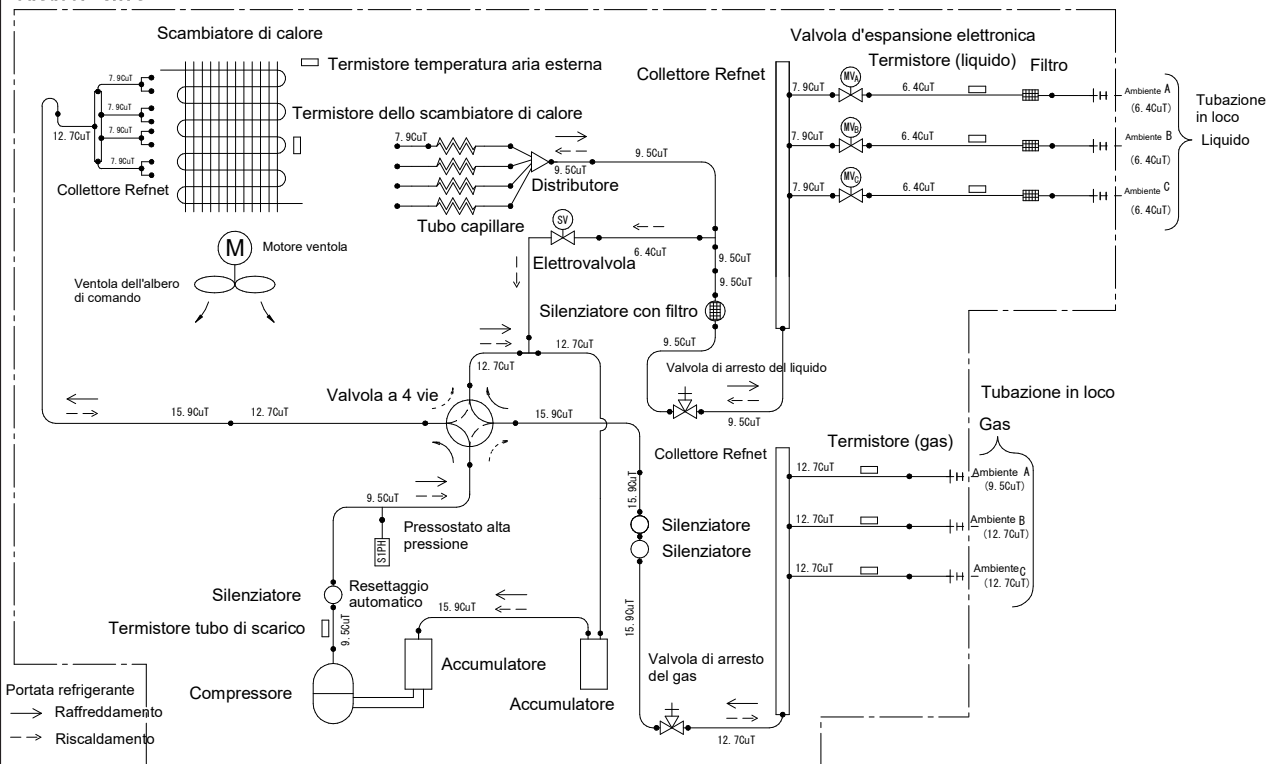 Scambiatore di calore
Termistore temperatura aria esterna
7.9CuT
7.9CuT
7.9CuT
7.9CuT
12.7CuT
Collettore Refnet
Termistore dello scambiatore di calore
7.9CuT
9.5CuT
9.5CuT
Distributore
Tubo capillare
M
Motore ventola
Ventola dell'albero
di comando
SV
6.4CuT
Elettrovalvola
9.5CuT
9.5CuT
Silenziatore con filtro
9.5CuT
Valvola di arresto del liquido
9.5CuT
Collettore Refnet
Valvola d'espansione elettronica
Termistore (liquido)
Filtro
7.9CuT
MVA
6.4CuT
Ambiente A
(6.4CuT)
7.9CuT
MVB
6.4CuT
Ambiente B
(6.4CuT)
7.9CuT
MVC
6.4CuT
Ambiente C
(6.4CuT)
Tubazione
in loco
Liquido
12.7CuT
12.7CuT
Valvola a 4 vie
15.9CuT
12.7CuT
15.9CuT
9.5CuT
S1PH
Pressostato alta
pressione
Resettaggio
automatico
Silenziatore
Termistore tubo di scarico
9.5CuT
Compressore
15.9CuT
Accumulatore
Accumulatore
15.9CuT
Silenziatore
Silenziatore
15.9CuT
Valvola di arresto
del gas
12.7CuT
Collettore Refnet
Termistore (gas)
Tubazione in loco
Gas
12.7CuT
Ambiente A
(9.5CuT)
12.7CuT
Ambiente B
(12.7CuT)
12.7CuT
Ambiente C
(12.7CuT)
Portata refrigerante
Raffreddamento
Riscaldamento